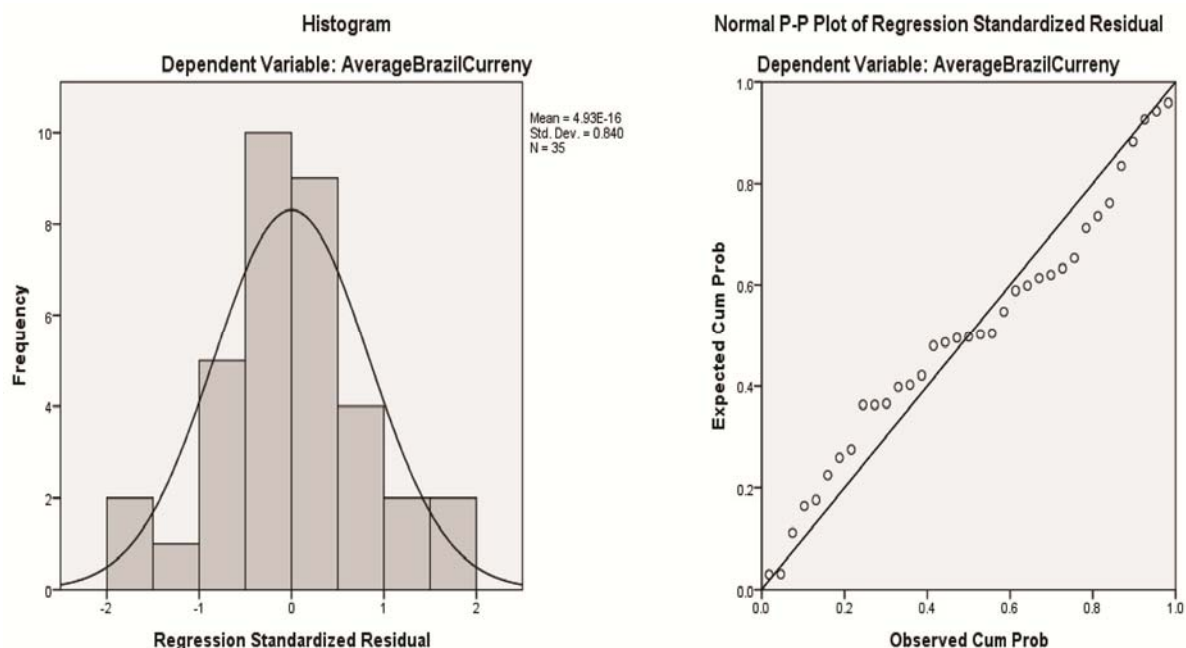 Histogram
Dependent Variable: AverageBrazilCurreny
Mean = 4.93E-16
Std. Dev. = 0.840
N = 35
Frequency
10
8
6
4
2
0
-2
-1
0
1
2
Regression Standardized Residual
Normal P-P Plot of Regression Standardized Residual
Dependent Variable: AverageBrazilCurreny
Expected Cum Prob
1.0
0.8
0.6
0.4
0.2
0.0
0.0
0.2
0.4
0.6
0.8
1.0
Observed Cum Prob